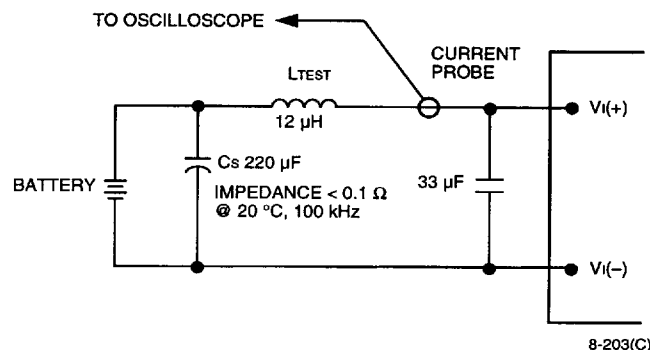 TO OSCILLOSCOPE
CURRENT
PROBE
LTEST
12 µH
VI(+)
CS 220 µF
BATTERY
IMPEDANCE < 0.1 Ω
@ 20 °C, 100 kHz
33 µF
VI(–)
8-203(C)